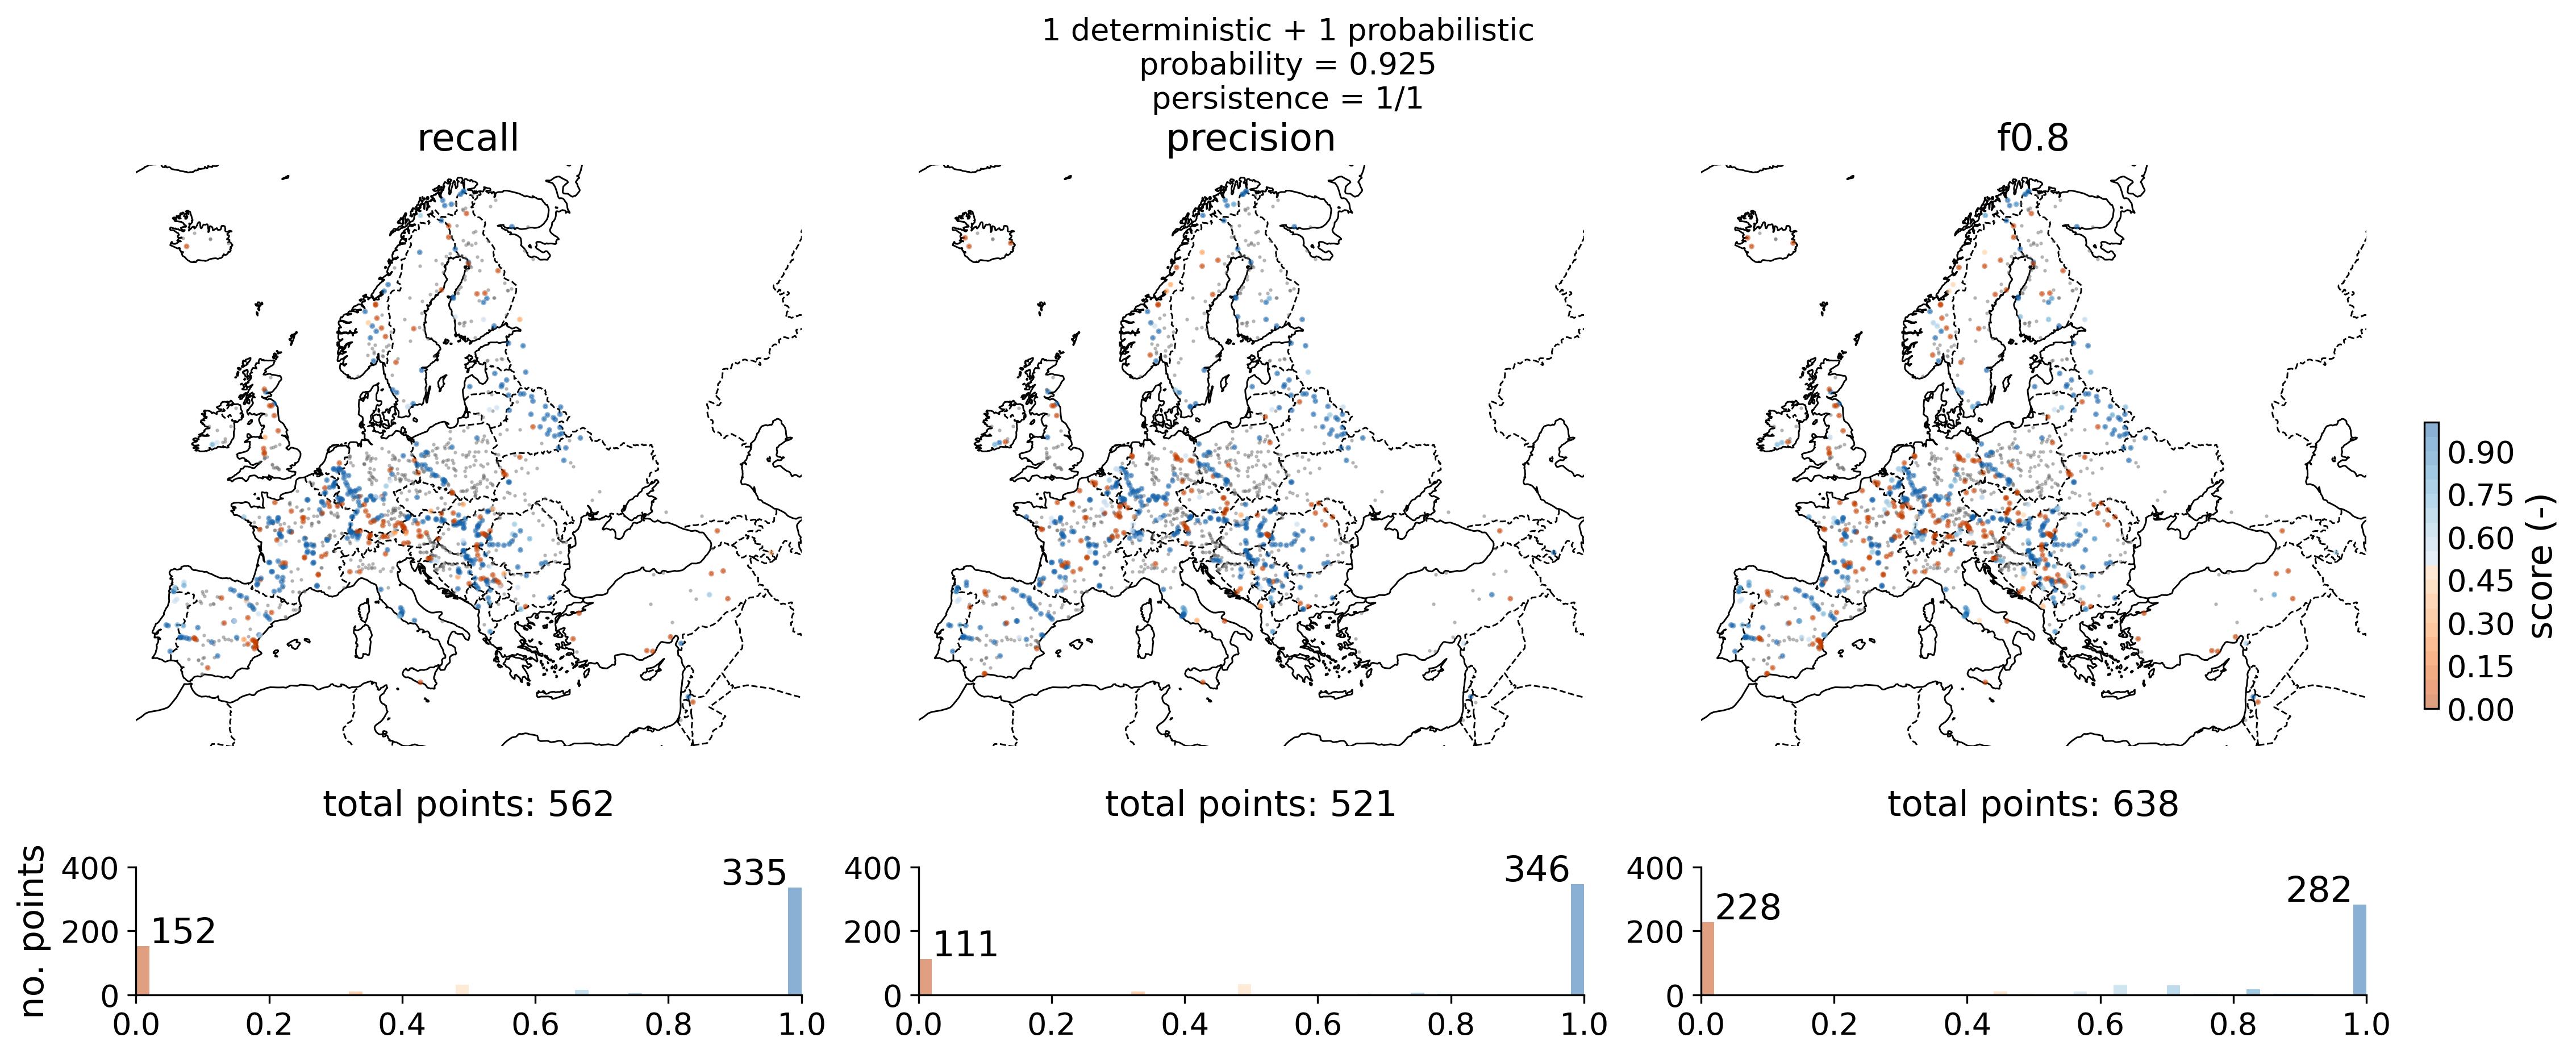 1 deterministic + 1 probabilistic
probability = 0.925
persistence = 1/1
recall
precision
f0.8
0.90
0.75
0.60
0.45
0.30
0.15
0.00
score (-)
total points: 562
total points: 521
total points: 638
no. points
400
200
0
152
335
0.0 0.2 0.4 0.6 0.8 1.0
400
200
0
111
346
0.0 0.2 0.4 0.6 0.8 1.0
400
200
0
228
282
0.0 0.2 0.4 0.6 0.8 1.0